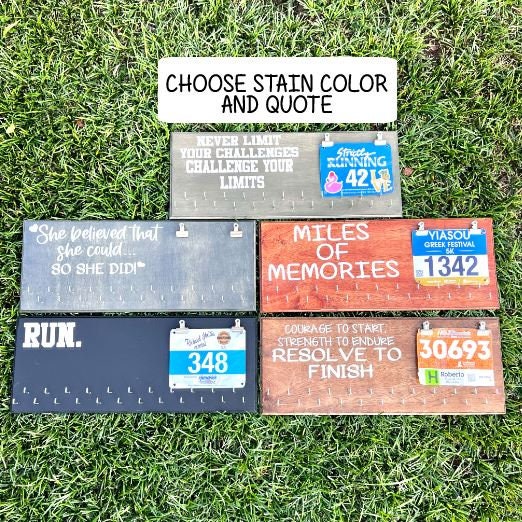 CHOOSE STAIN COLOR
AND QUOTE
NEVER LIMIT
YOUR CHALLENGES
CHALLENGE YOUR
LIMITS
Street
RUNNING
42
She believed that
she could...
SO SHE DID!
MILES
OF
MEMORIES
YIASOU
GREEK FESTIVAL
5K
1342
RUN.
348
COURAGE TO START.
STRENGTH TO ENDURE
RESOLVE TO
FINISH
30693
H
Roberta